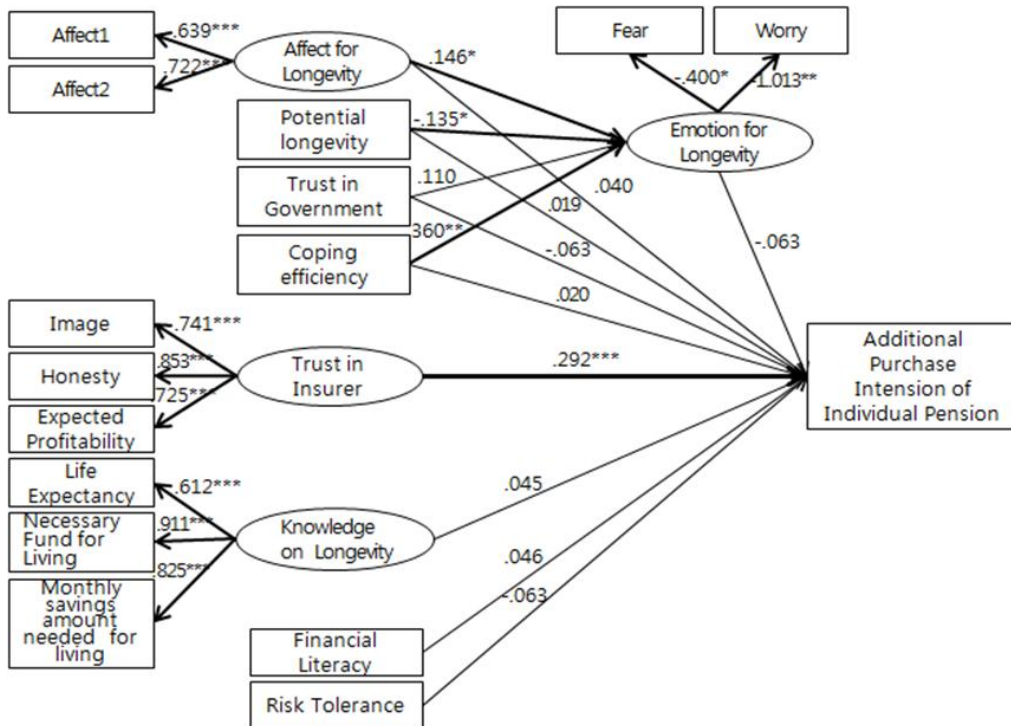 Affect1
.639***
Affect2
.722**
Affect for
Longevity
.146*
Fear
Worry
-.400*
-1.013**
Emotion for
Longevity
Potential
longevity
-.135*
Trust in
Government
.110
Coping
efficiency
360**
.040
.019
-.063
.020
-.063
Image
.741***
Honesty
.853***
Expected
Profitability
.725***
Trust in
Insurer
.292***
Additional
Purchase
Intension of
Individual Pension
Life
Expectancy
.612***
Necessary
Fund for
Living
.911***
Monthly
savings
amount
needed for
living
.825***
Knowledge
on Longevity
.045
.046
-.063
Financial
Literacy
Risk Tolerance